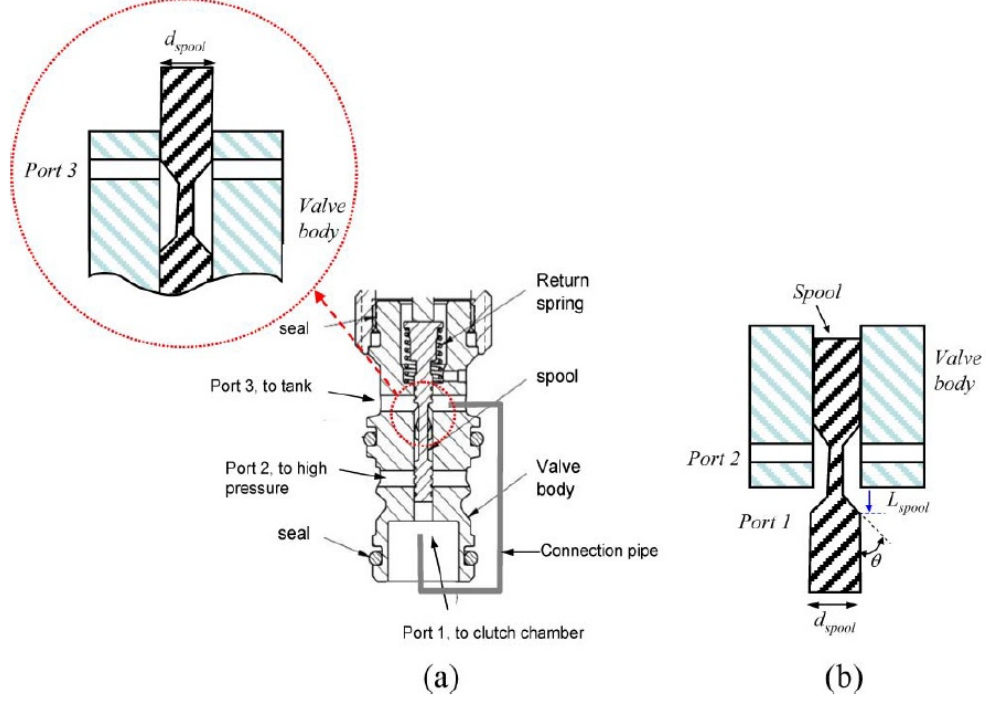 d_spool
Port 3
Valve
body
seal
Return
spring
spool
Port 3, to tank
Port 2, to high
pressure
Valve
body
seal
Connection pipe
Port 1, to clutch chamber
(a)
Spool
Valve
body
Port 2
Port 1
L_spool
θ
d_spool
(b)